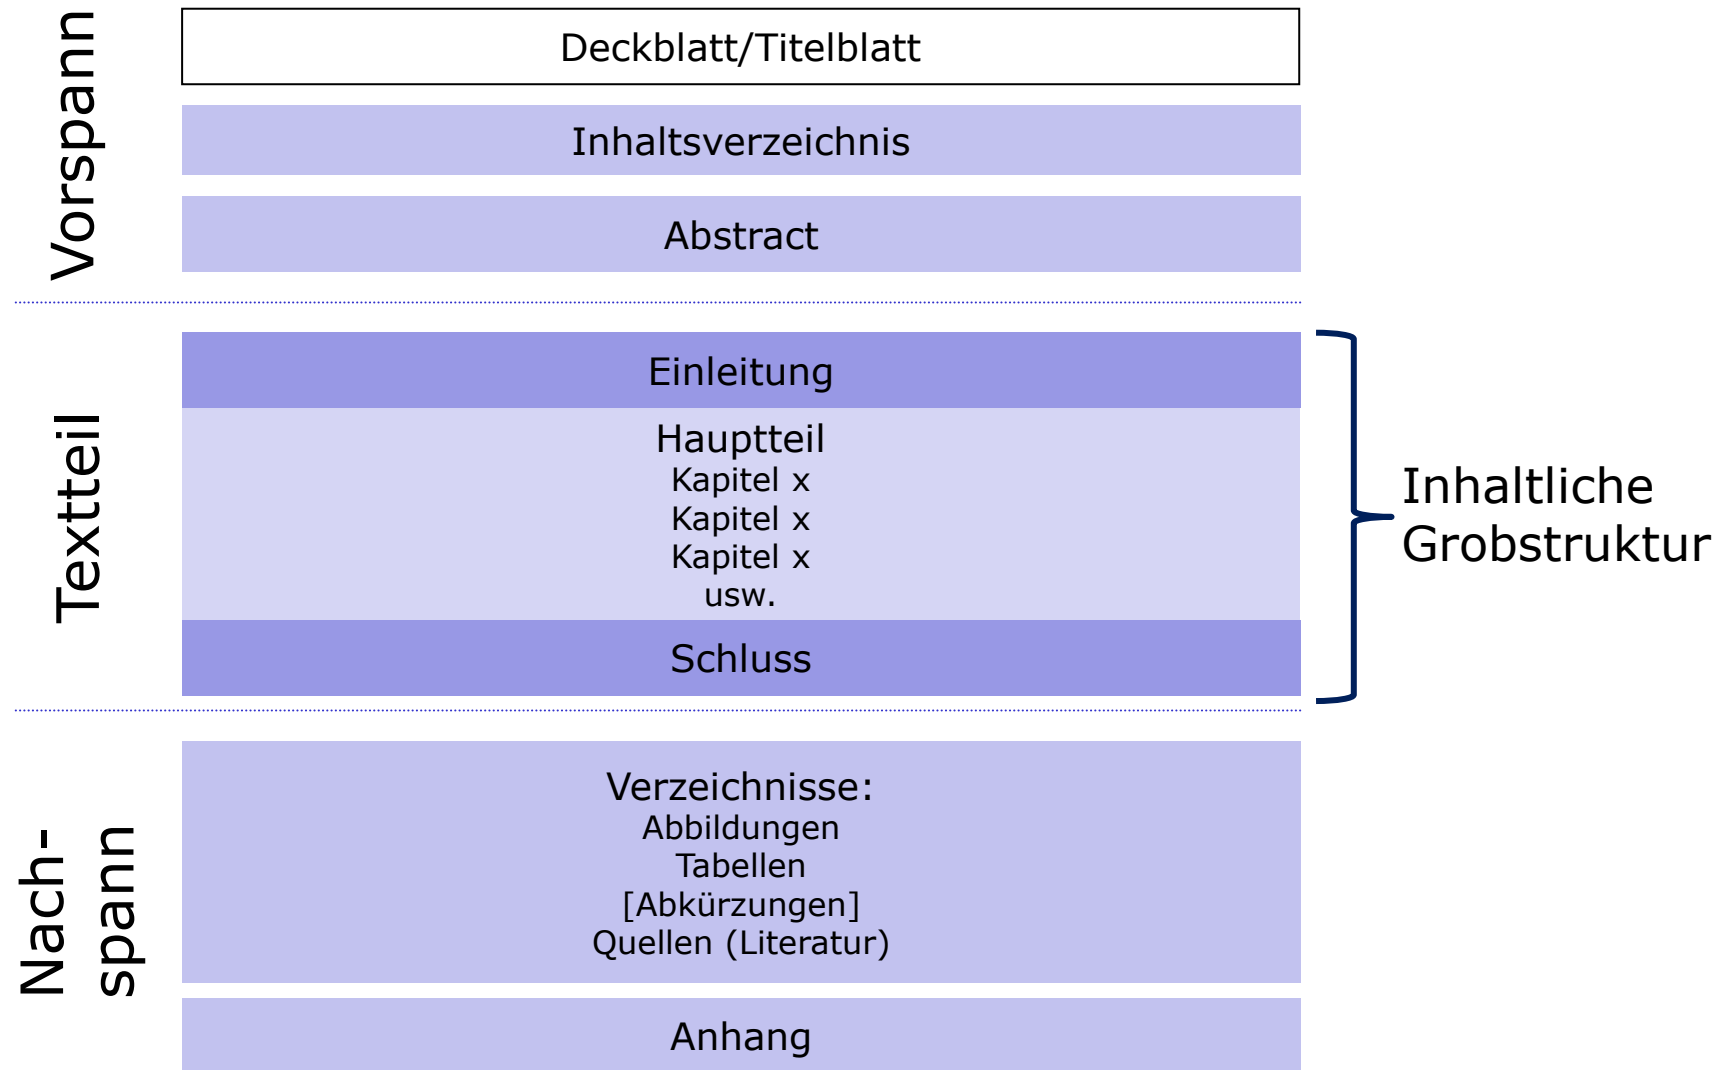 Vorspann
Deckblatt/Titelblatt
Inhaltsverzeichnis
Abstract
Textteil
Einleitung
Hauptteil
Kapitel x
Kapitel x
Kapitel x
usw.
Schluss
Inhaltliche
Grobstruktur
Nach-
spann
Verzeichnisse:
Abbildungen
Tabellen
[Abkürzungen]
Quellen (Literatur)
Anhang